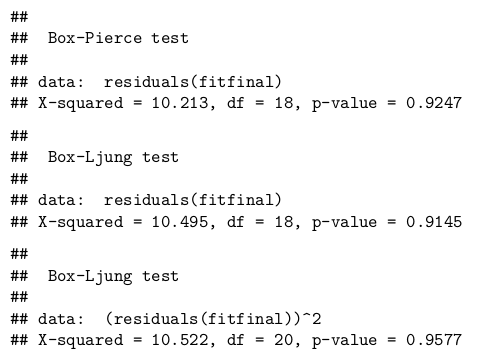 ##
##  Box-Pierce test
##
## data:  residuals(fitfinal)
## X-squared = 10.213, df = 18, p-value = 0.9247
##
##  Box-Ljung test
##
## data:  residuals(fitfinal)
## X-squared = 10.495, df = 18, p-value = 0.9145
##
##  Box-Ljung test
##
## data:  (residuals(fitfinal))^2
## X-squared = 10.522, df = 20, p-value = 0.9577